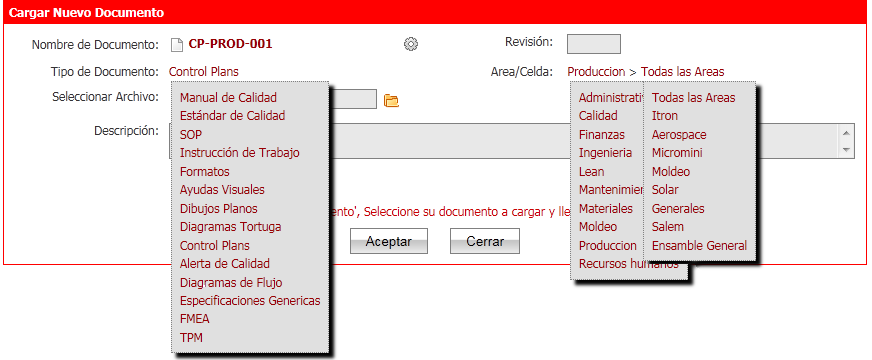 Cargar Nuevo Documento
Nombre de Documento: CP-PROD-001 Revisión:
Tipo de Documento: Control Plans Area/Celda: Produccion > Todas las Areas
Seleccionar Archivo:
Descripción:
Manual de Calidad
Estándar de Calidad
SOP
Instrucción de Trabajo
Formatos
Ayudas Visuales
Dibujos Planos
Diagramas Tortuga
Control Plans
Alerta de Calidad
Diagramas de Flujo
Especificaciones Genericas
FMEA
TPM
Administrativ
Calidad
Finanzas
Ingenieria
Lean
Mantenimien
Materiales
Moldeo
Produccion
Recursos humanos
Todas las Areas
Itron
Aerospace
Micromini
Moldeo
Solar
Generales
Salem
Ensamble General
ento', Seleccione su documento a cargar y lle
Aceptar Cerrar